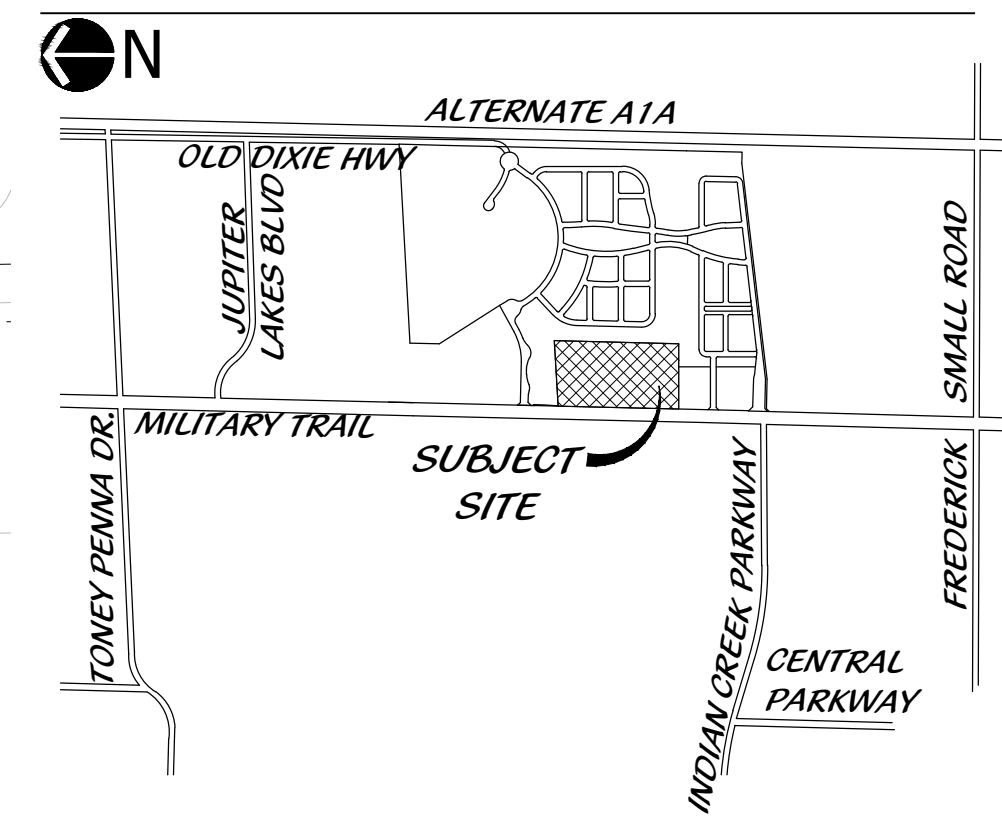 N
ALTERNATE A1A
OLD DIXIE HWY
JUPITER
LAKES BLVD
SMALL ROAD
MILITARY TRAIL
TONEY PENNA DR.
SUBJECT
SITE
INDIAN CREEK PARKWAY
FREDERICK
CENTRAL
PARKWAY